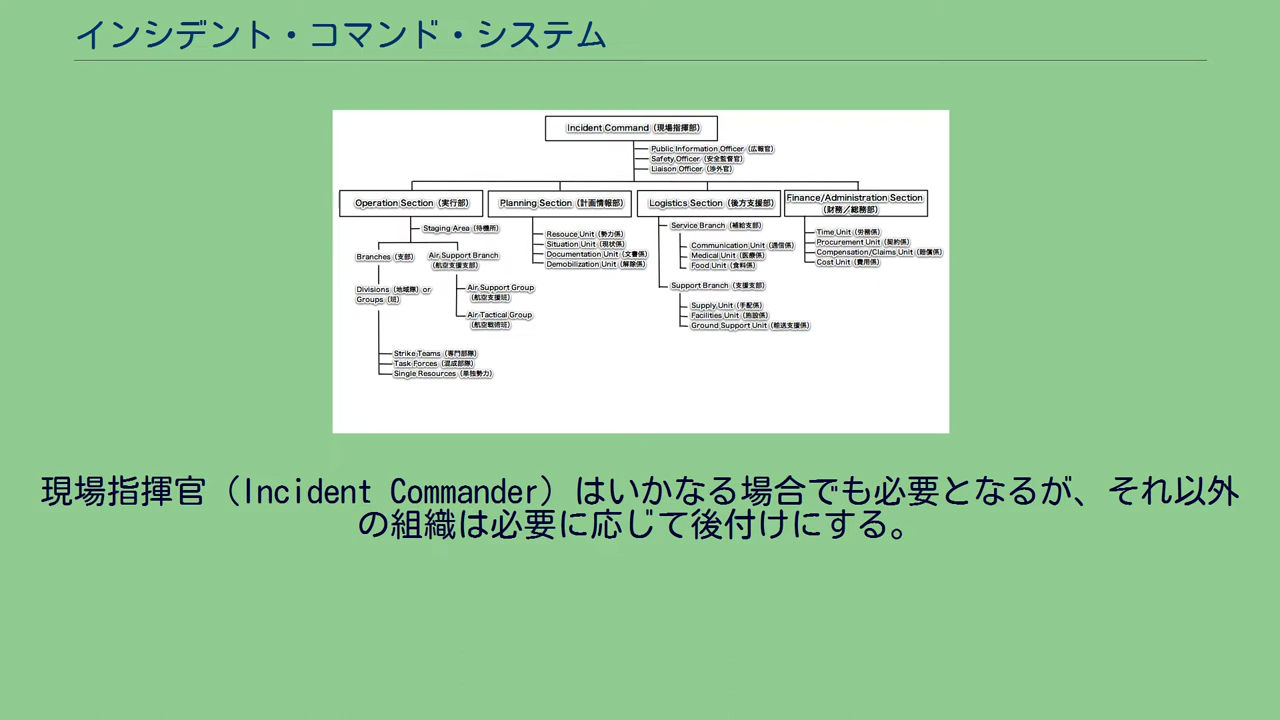 インシデント・コマンド・システム
Incident Command (現場指揮部)
Public Information Officer (広報官)
Safety Officer (安全監督官)
Liaison Officer (渉外官)
Operation Section (実行部)
Staging Area (待機所)
Branches (支部)
Air Support Branch
(航空支援支部)
Divisions (地域隊) or
Groups (班)
Air Support Group
(航空支援班)
Air Tactical Group
(航空戦術班)
Strike Teams (専門部隊)
Task Forces (混成部隊)
Single Resources (単独勢力)
Planning Section (計画情報部)
Resouce Unit (勢力係)
Situation Unit (現状係)
Documentation Unit (文書係)
Demobilization Unit (解除係)
Logistics Section (後方支援部)
Service Branch (補給支部)
Communication Unit (通信係)
Medical Unit (医療係)
Food Unit (食料係)
Support Branch (支援支部)
Supply Unit (手配係)
Facilities Unit (施設係)
Ground Support Unit (輸送支援係)
Finance/Administration Section
(財務／総務部)
Time Unit (労務係)
Procurement Unit (契約係)
Compensation/Claims Unit (賠償係)
Cost Unit (費用係)
現場指揮官（Incident Commander）はいかなる場合でも必要となるが、それ以外
の組織は必要に応じて後付けにする。